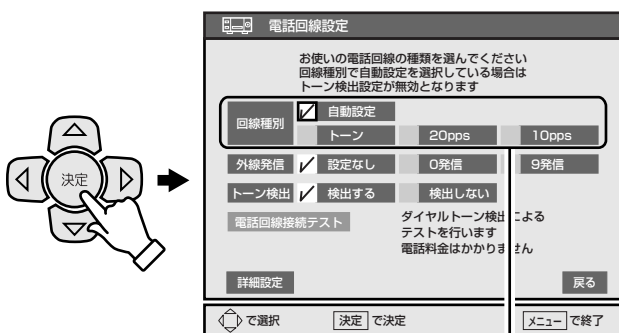 電話回線設定
お使いの電話回線の種類を選んでください
回線種別で自動設定を選択している場合は
トーン検出設定が無効となります
回線種別 自動設定
トーン 20pps 10pps
外線発信 設定なし 0発信 9発信
トーン検出 検出する 検出しない
電話回線接続テスト ダイヤルトーン検出による
テストを行います
電話料金はかかりません
詳細設定 戻る
で選択 決定 で決定 メニュー で終了
決定